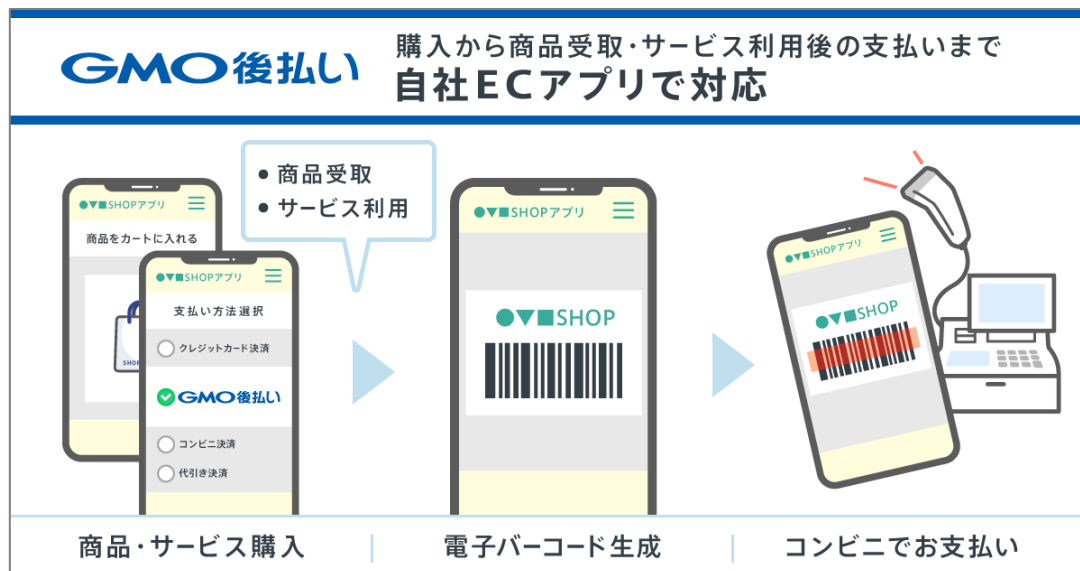 GMO後払い
購入から商品受取・サービス利用後の支払いまで
自社ECアプリで対応
●▼■SHOPアプリ
商品をカートに入れる
SHOP
●▼■SHOPアプリ
支払い方法選択
クレジットカード決済
GMO後払い
コンビニ決済
代引き決済
• 商品受取
• サービス利用
●▼■SHOPアプリ
●▼■SHOP
●▼■SHOPアプリ
●▼■SHOP
商品・サービス購入
電子バーコード生成
コンビニでお支払い